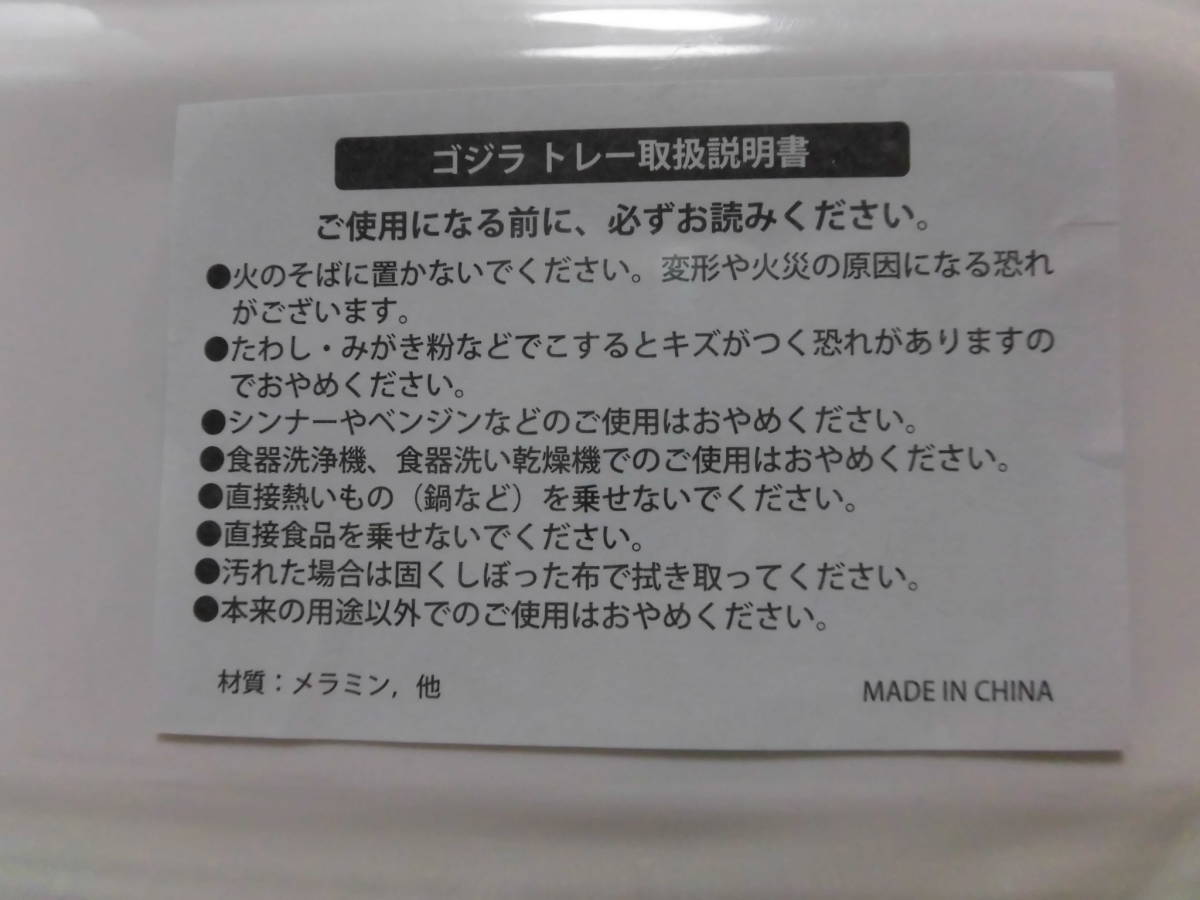 ゴジラ トレー取扱説明書
ご使用になる前に、必ずお読みください。
●火のそばに置かないでください。変形や火災の原因になる恐れ
がございます。
●たわし・みがき粉などでこするとキズがつく恐れがありますの
でおやめください。
●シンナーやベンジンなどのご使用はおやめください。
●食器洗浄機、食器洗い乾燥機でのご使用はおやめください。
●直接熱いもの（鍋など）を乗せないでください。
●直接食品を乗せないでください。
●汚れた場合は固くしぼった布で拭き取ってください。
●本来の用途以外でのご使用はおやめください。
材質：メラミン, 他
MADE IN CHINA